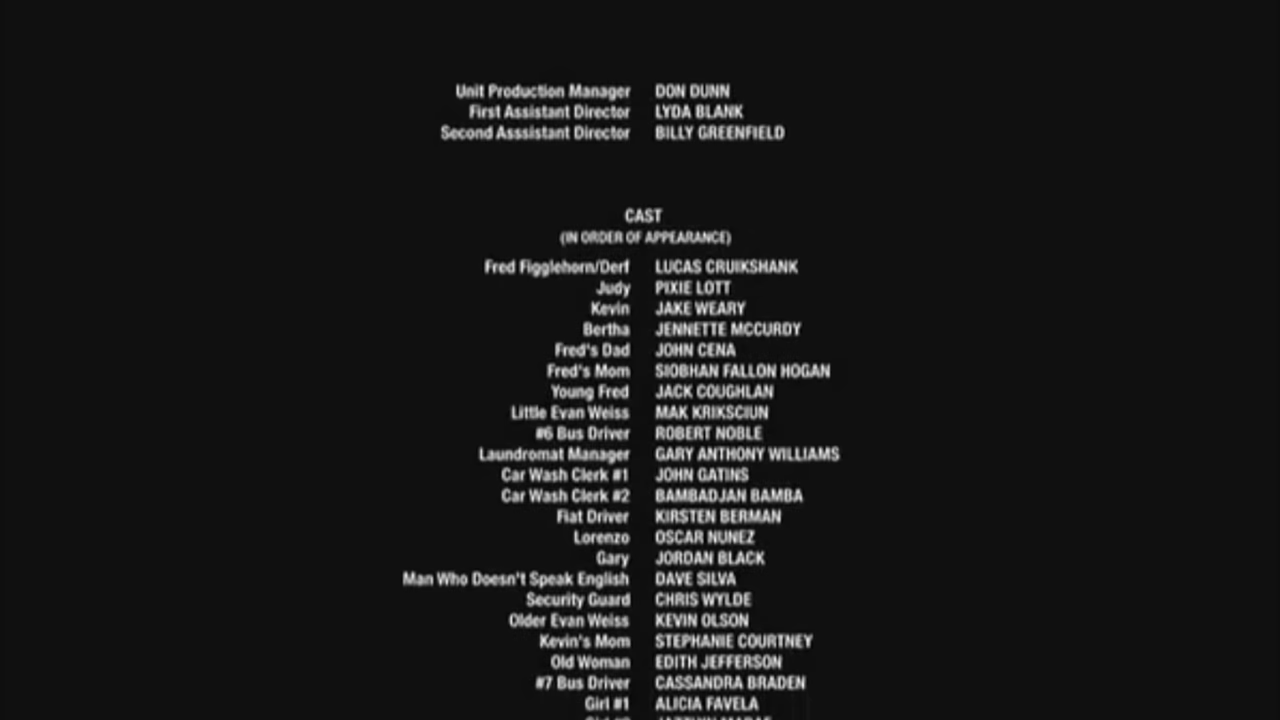 Unit Production Manager DON DUNN
First Assistant Director LYDA BLANK
Second Asssistant Director BILLY GREENFIELD
CAST
(IN ORDER OF APPEARANCE)
Fred Figglehorn/Derf LUCAS CRUIKSHANK
Judy PIXIE LOTT
Kevin JAKE WEARY
Bertha JENNETTE MCCURDY
Fred's Dad JOHN CENA
Fred's Mom SIOBHAN FALLON HOGAN
Young Fred JACK COUGHLAN
Little Evan Weiss MAK KRIKSCIUN
#6 Bus Driver ROBERT NOBLE
Laundromat Manager GARY ANTHONY WILLIAMS
Car Wash Clerk #1 JOHN GATINS
Car Wash Clerk #2 BAMBADJAN BAMBA
Fiat Driver KIRSTEN BERMAN
Lorenzo OSCAR NUNEZ
Gary JORDAN BLACK
Man Who Doesn't Speak English DAVE SILVA
Security Guard CHRIS WYLDE
Older Evan Weiss KEVIN OLSON
Kevin's Mom STEPHANIE COURTNEY
Old Woman EDITH JEFFERSON
#7 Bus Driver CASSANDRA BRADEN
Girl #1 ALICIA FAVELA